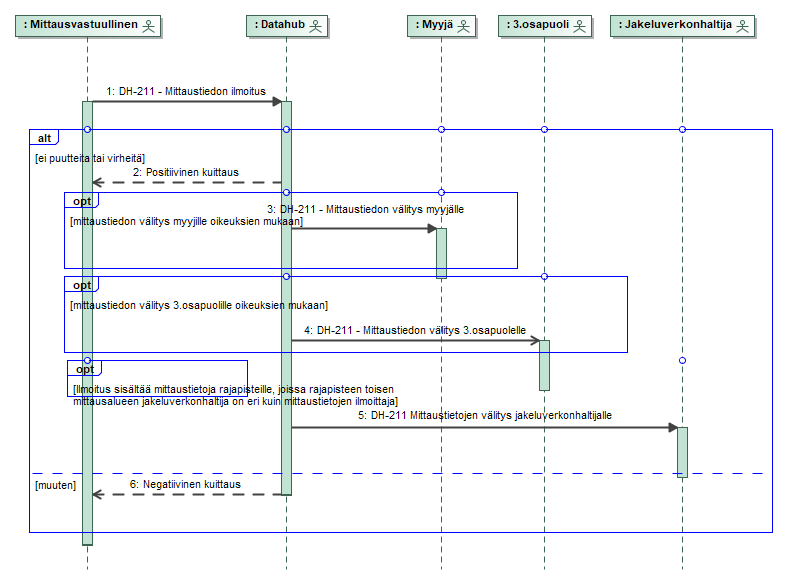 : Mittausvastuullinen
: Datahub
: Myyjä
: 3.osapuoli
: Jakeluverkonhaltija
1: DH-211 - Mittaustiedon ilmoitus
alt
[ei puutteita tai virheitä]
2: Positiivinen kuittaus
opt
3: DH-211 - Mittaustiedon välitys myyjälle
[mittaustiedon välitys myyjille oikeuksien mukaan]
opt
[mittaustiedon välitys 3.osapuolille oikeuksien mukaan]
4: DH-211 - Mittaustiedon välitys 3.osapuolelle
opt
[Ilmoitus sisältää mittaustietoja rajapisteille, joissa rajapisteen toisen
mittausalueen jakeluverkonhaltija on eri kuin mittaustietojen ilmoittaja]
5: DH-211 Mittaustietojen välitys jakeluverkonhaltijalle
[muuten]
6: Negatiivinen kuittaus